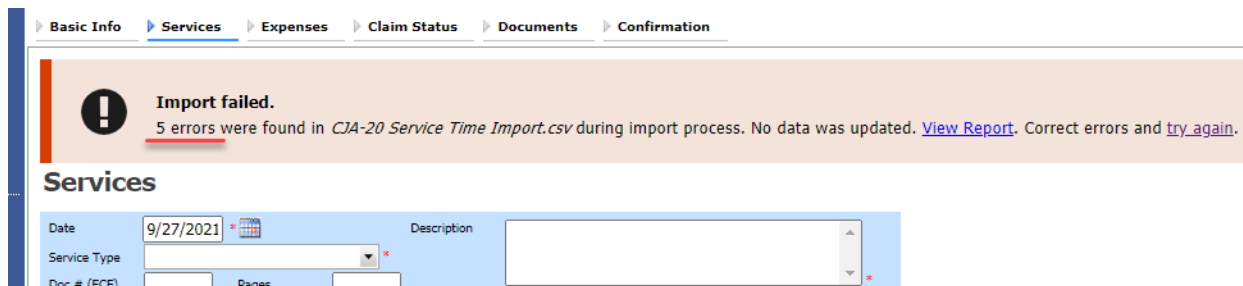 Basic Info Services Expenses Claim Status Documents Confirmation
Import failed.
5 errors were found in CJA-20 Service Time Import.csv during import process. No data was updated. View Report. Correct errors and try again.
Services
Date 9/27/2021 * Description
Service Type *
Doc # (ECF) Pages *